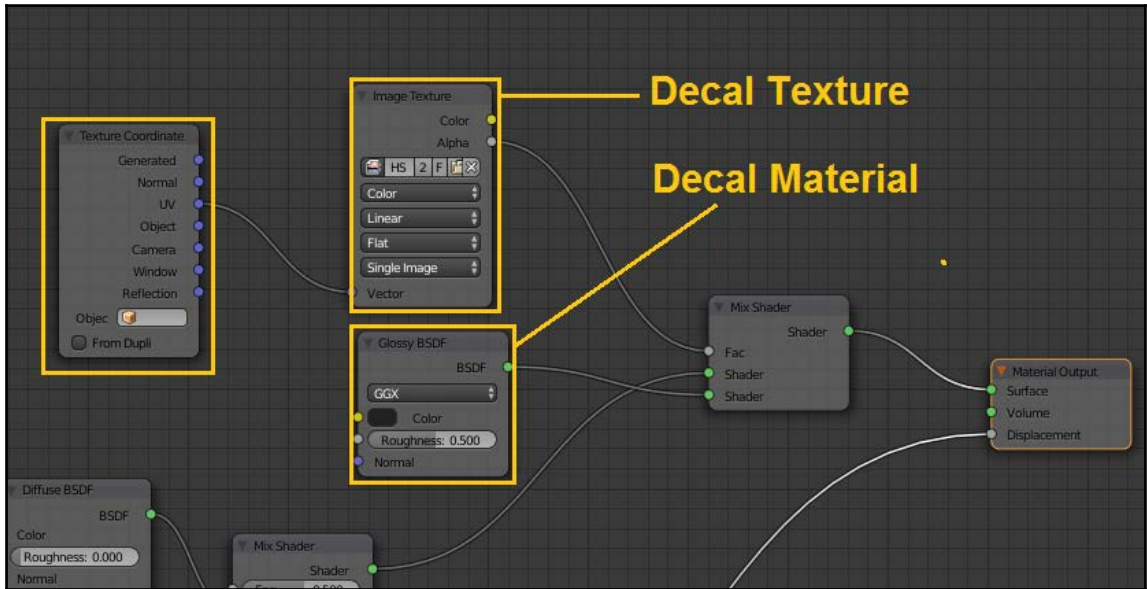 Decal Texture
Decal Material
Texture Coordinate
Generated
Normal
UV
Object
Camera
Window
Reflection
Objec
From Dupli
Image Texture
Color
Alpha
HS 2 F
Color
Linear
Flat
Single Image
Vector
Glossy BSDF
BSDF
GGX
Color
Roughness: 0.500
Normal
Mix Shader
Shader
Fac
Shader
Shader
Material Output
Surface
Volume
Displacement
Diffuse BSDF
BSDF
Color
Roughness: 0.000
Normal
Mix Shader
Shader